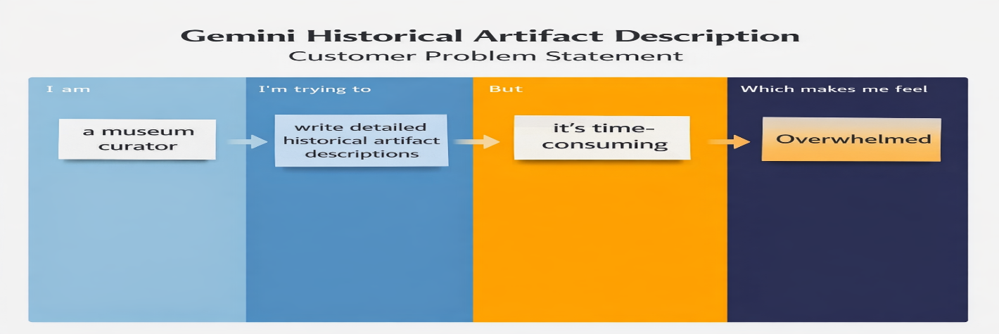 Gemini Historical Artifact Description
Customer Problem Statement
I am
I'm trying to
But
Which makes me feel
a museum
curator
write detailed
historical artifact
descriptions
it’s time-
consuming
Overwhelmed